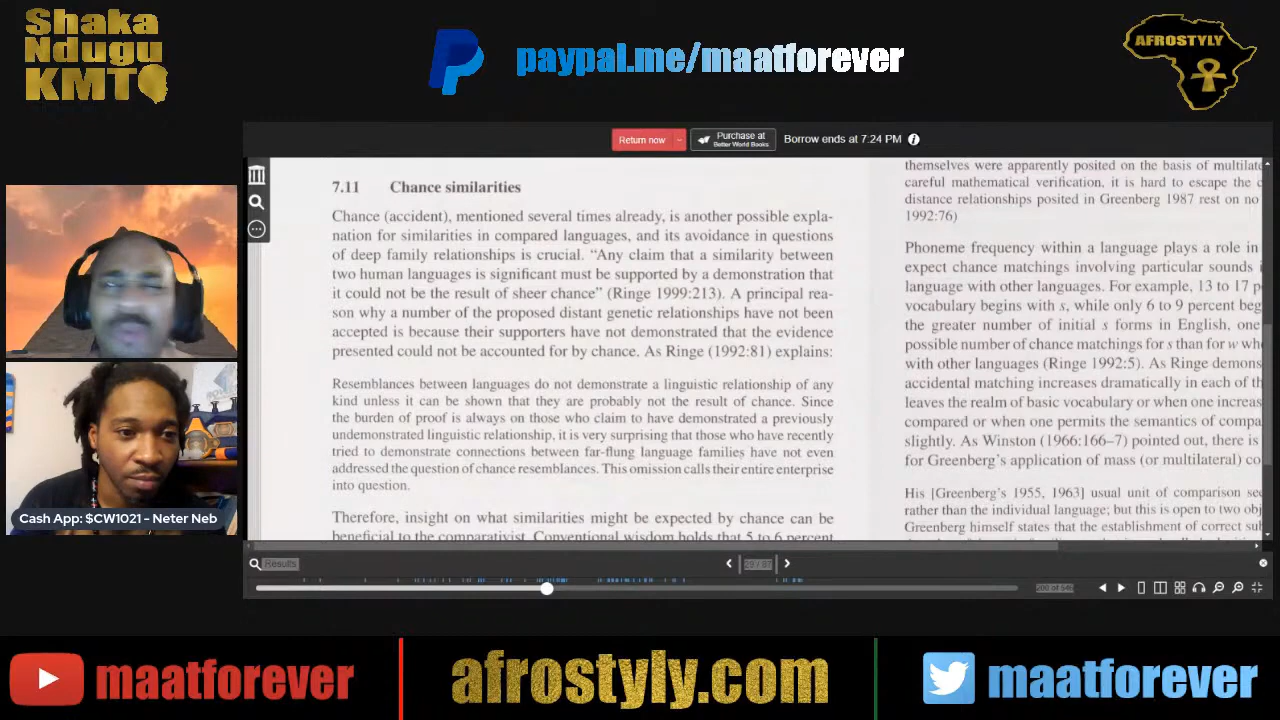 Shaka
Ndugu
KMT
paypal.me/maatforever
AFROSTYLY
Return now
Purchase at
Better World Books
Borrow ends at 7:24 PM
7.11 Chance similarities
Chance (accident), mentioned several times already, is another possible expla-
nation for similarities in compared languages, and its avoidance in questions
of deep family relationships is crucial. “Any claim that a similarity between
two human languages is significant must be supported by a demonstration that
it could not be the result of sheer chance” (Ringe 1999:213). A principal rea-
son why a number of the proposed distant genetic relationships have not been
accepted is because their supporters have not demonstrated that the evidence
presented could not be accounted for by chance. As Ringe (1992:81) explains:
Resemblances between languages do not demonstrate a linguistic relationship of any
kind unless it can be shown that they are probably not the result of chance. Since
the burden of proof is always on those who claim to have demonstrated a previously
undemonstrated linguistic relationship, it is very surprising that those who have recently
tried to demonstrate connections between far-flung language families have not even
addressed the question of chance resemblances. This omission calls their entire enterprise
into question.
Therefore, insight on what similarities might be expected by chance can be
beneficial to the comparativist. Conventional wisdom holds that 5 to 6 percent
themselves were apparently posited on the basis of multilate
careful mathematical verification, it is hard to escape the c
distance relationships posited in Greenberg 1987 rest on no
1992:76)
Phoneme frequency within a language plays a role in
expect chance matchings involving particular sounds i
language with other languages. For example, 13 to 17 p
vocabulary begins with s, while only 6 to 9 percent beg
the greater number of initial s forms in English, one
possible number of chance matchings for s than for w wh
with other languages (Ringe 1992:5). As Ringe demons
accidental matching increases dramatically in each of th
leaves the realm of basic vocabulary or when one increas
compared or when one permits the semantics of compa
slightly. As Winston (1966:166–7) pointed out, there is
for Greenberg's application of mass (or multilateral) co
His [Greenberg's 1955, 1963] usual unit of comparison see
rather than the individual language; but this is open to two obj
Greenberg himself states that the establishment of correct sub
Results
Cash App: $CW1021 - Neter Neb
maatforever
afrostyly.com
maatforever